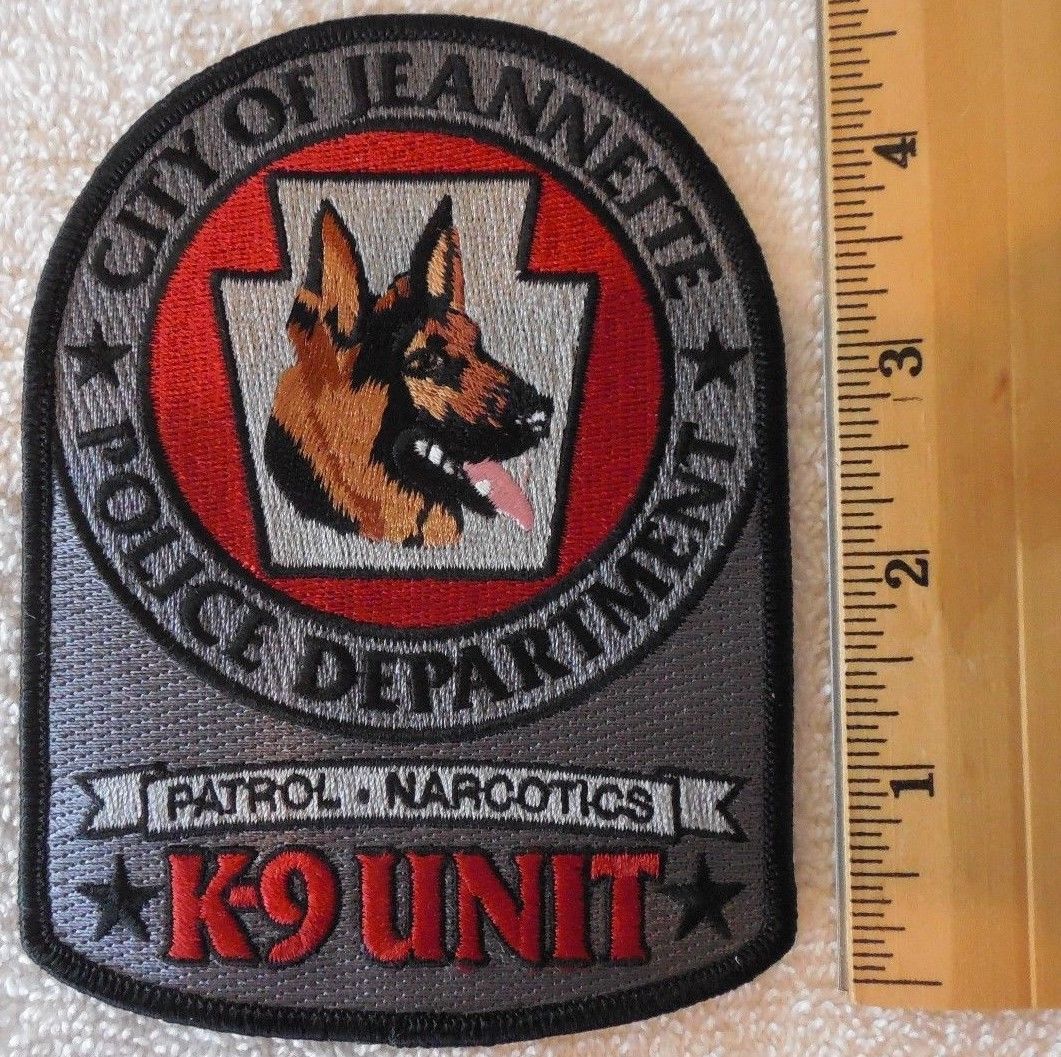 CITY OF JEANNETTE
POLICE DEPARTMENT
PATROL · NARCOTICS
K-9 UNIT
4
3
2
1